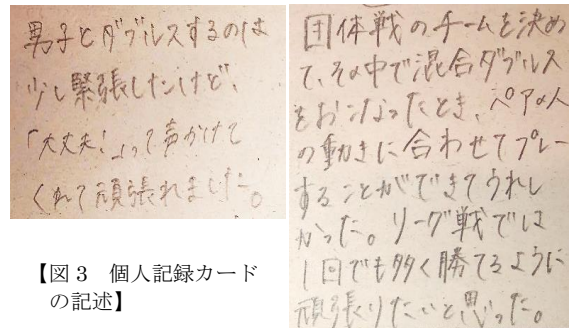 男子とダブルスするのは
少し緊張したけど、
「大丈夫！」って声かけて
くれて頑張れました。
【図3 個人記録カード
の記述】
団体戦のチームを決め
て、その中で混合ダブルス
をおこなったとき、ペアの人
の動きに合わせてプレー
することができてうれし
かった。リーグ戦では
1回でも多く勝てるように
頑張りたいと思った。